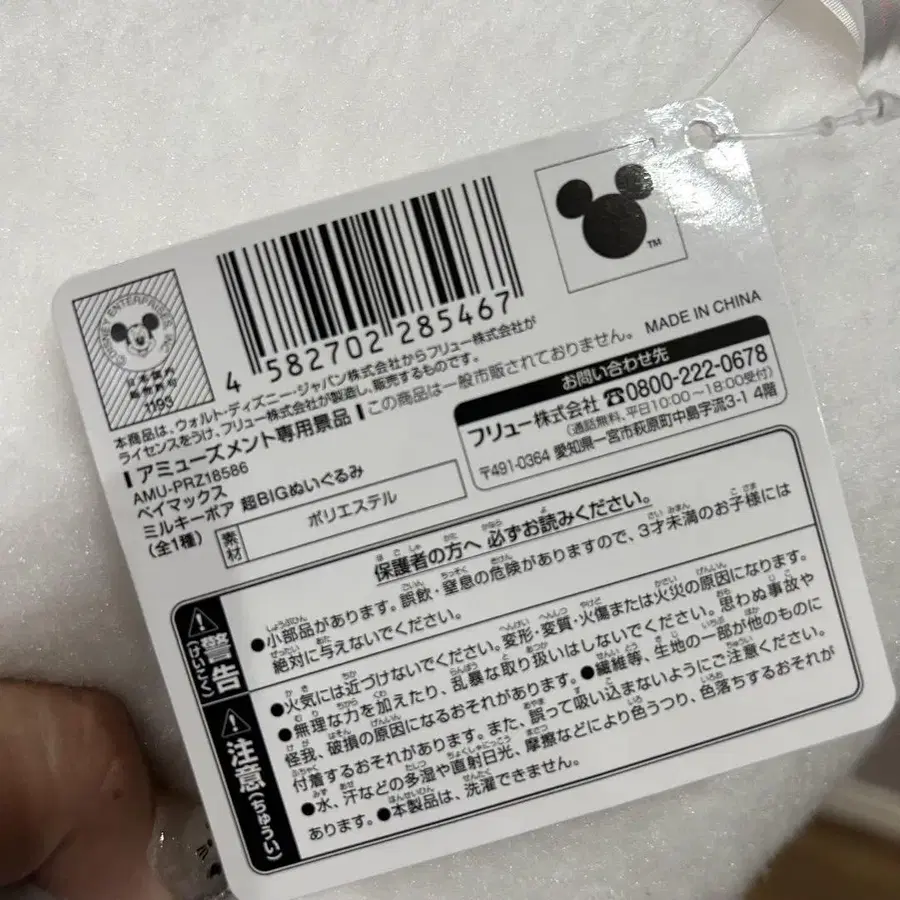 ©DISNEY ENTERPRISES, INC.
日本国内
販売許可
1193
4 582702 285467
TM
MADE IN CHINA
本商品は、ウォルト・ディズニー・ジャパン株式会社からフリュー株式会社が
ライセンスをうけ、フリュー株式会社が製造し、販売するものです。
アミューズメント専用景品
この商品は一般市販されておりません。
AMU-PRZ18586
ベイマックス
ミルキーボア 超BIGぬいぐるみ
(全1種)
素材
ポリエステル
お問い合わせ先
フリュー株式会社 ☎0800-222-0678
(通話無料、平日10:00~18:00受付)
〒491-0364 愛知県一宮市萩原町中島字流3-1 4階
保護者の方へ 必ずお読みください。
警告
(けいこく)
●小部品があります。誤飲・窒息の危険がありますので、3才未満のお子様には
絶対に与えないでください。
注意(ちゅうい)
●火気には近づけないでください。変形・変質・火傷または火災の原因になります。
●無理な力を加えたり、乱暴な取り扱いはしないでください。思わぬ事故や
怪我、破損の原因になるおそれがあります。●繊維等、生地の一部が他のものに
付着するおそれがあります。また、誤って吸い込まないようにご注意ください。
●水、汗などの多湿や直射日光、摩擦などにより色うつり、色落ちするおそれが
あります。●本製品は、洗濯できません。